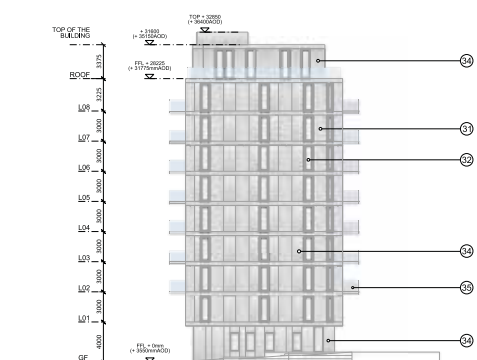 TOP + 32850
(+ 36400AOD)
TOP OF THE
BUILDING
+ 31600
(+ 35150AOD)
3375
34
FFL + 28225
(+ 31775mmAOD)
ROOF
3225
L08
3000
31
L07
3000
32
L06
3000
L05
3000
L04
3000
34
L03
3000
35
L02
3000
L01
4000
34
FFL + 0mm
(+ 3550mmAOD)
GF